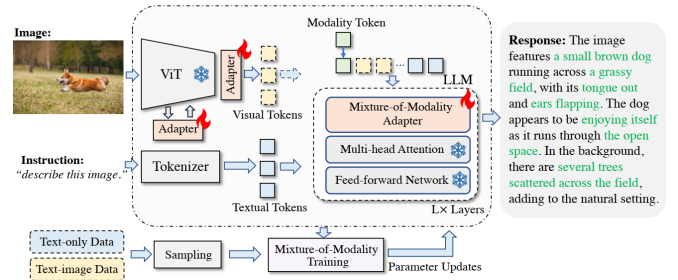 Image:
ViT
Adapter
Adapter
Visual Tokens
Instruction:
“describe this image.”
Tokenizer
Textual Tokens
Modality Token
...
LLM
Mixture-of-Modality
Adapter
Multi-head Attention
Feed-forward Network
L× Layers
Response: The image
features a small brown dog
running across a grassy
field, with its tongue out
and ears flapping. The dog
appears to be enjoying itself
as it runs through the open
space. In the background,
there are several trees
scattered across the field,
adding to the natural setting.
Text-only Data
Text-image Data
Sampling
Mixture-of-Modality
Training
Parameter Updates